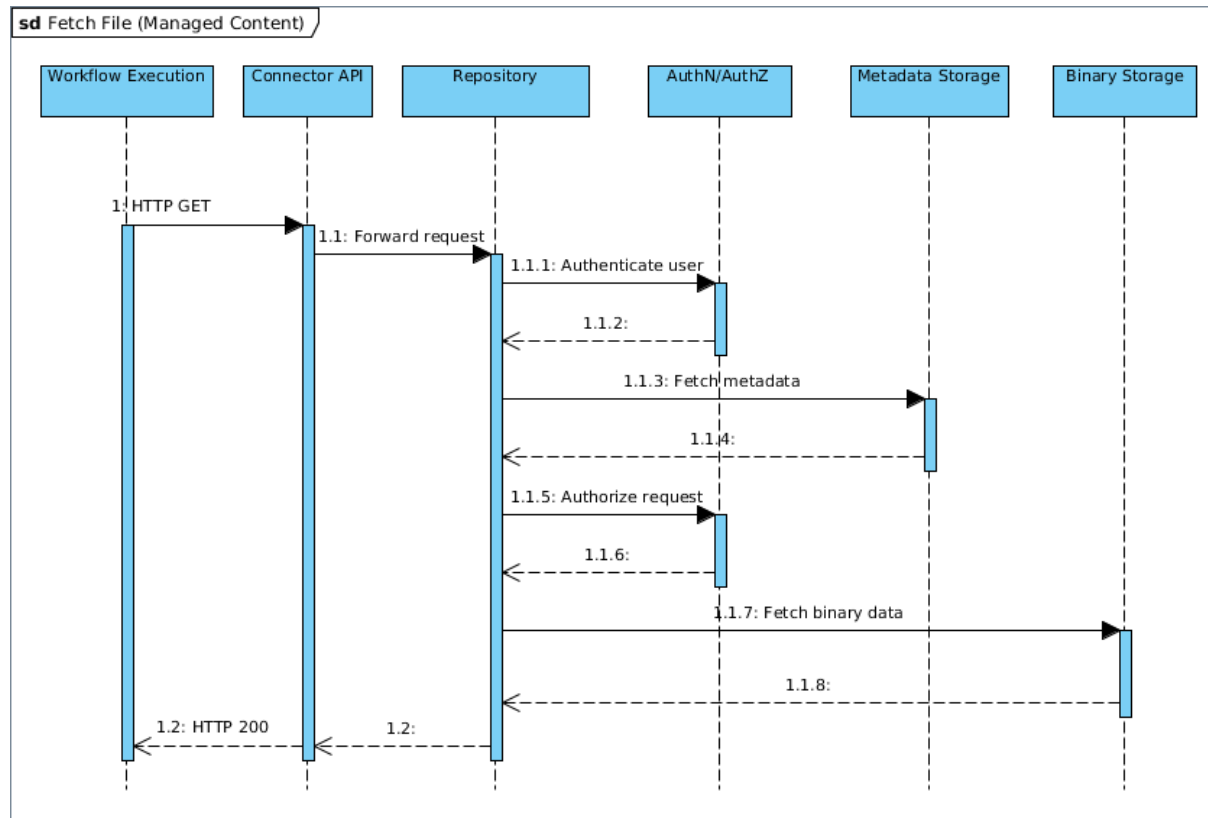 sd Fetch File (Managed Content)
Workflow Execution
Connector API
Repository
AuthN/AuthZ
Metadata Storage
Binary Storage
1: HTTP GET
1.1: Forward request
1.1.1: Authenticate user
1.1.2:
1.1.3: Fetch metadata
1.1.4:
1.1.5: Authorize request
1.1.6:
1.1.7: Fetch binary data
1.1.8:
1.2: HTTP 200
1.2: